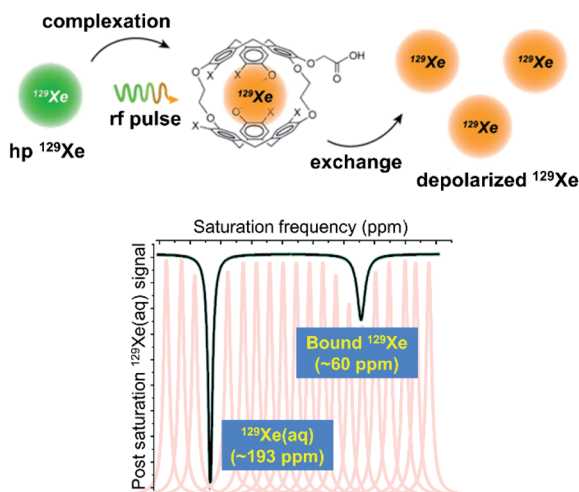 complexation
OH
O
O
X
X
O
O
O
¹²⁹Xe
rf pulse
¹²⁹Xe
O
O
O
X
X
hp ¹²⁹Xe
exchange
¹²⁹Xe
¹²⁹Xe
¹²⁹Xe
depolarized ¹²⁹Xe
Saturation frequency (ppm)
Post saturation ¹²⁹Xe(aq) signal
Bound ¹²⁹Xe
(~60 ppm)
¹²⁹Xe(aq)
(~193 ppm)